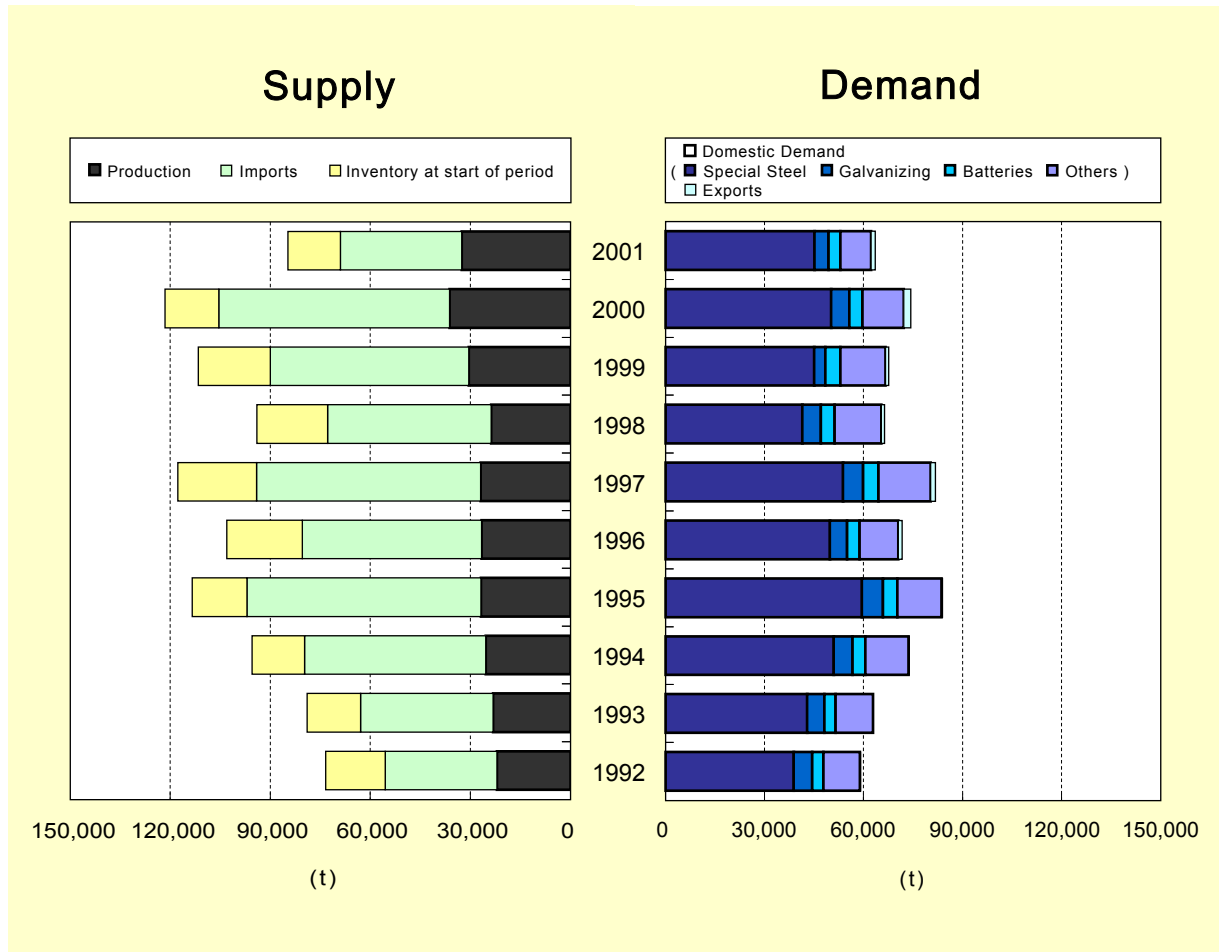 Supply
Demand
Production Imports Inventory at start of period
Domestic Demand
( Special Steel Galvanizing Batteries Others )
Exports
2001
2000
1999
1998
1997
1996
1995
1994
1993
1992
150,000 120,000 90,000 60,000 30,000 0
0 30,000 60,000 90,000 120,000 150,000
(t)
(t)